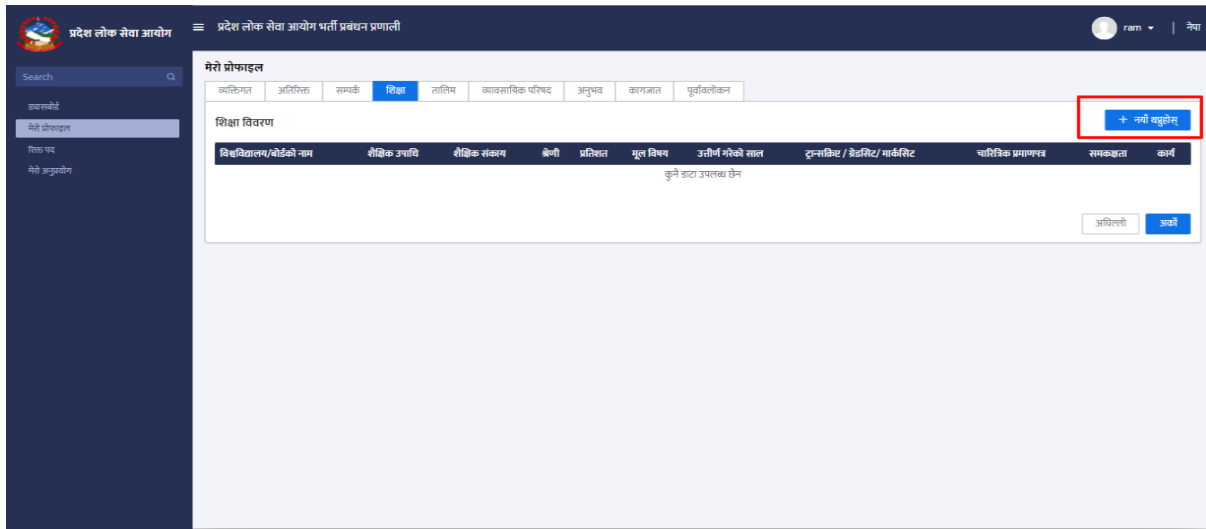 प्रदेश लोक सेवा आयोग
प्रदेश लोक सेवा आयोग भर्ती प्रबंधन प्रणाली
ram
नेपा
Search
ड्यासबोर्ड
मेरो प्रोफाइल
रिक्त पद
मेरो अनुप्रयोग
मेरो प्रोफाइल
व्यक्तिगत अतिरिक्त सम्पर्क शिक्षा तालिम व्यावसायिक परिषद अनुभव कागजात पूर्वावलोकन
शिक्षा विवरण
+ नयाँ थप्नुहोस्
विश्वविद्यालय/बोर्डको नाम शैक्षिक उपाधि शैक्षिक संकाय श्रेणी प्रतिशत मूल विषय उत्तीर्ण गरेको साल ट्रान्सक्रिप्ट / ग्रेडसिट/ मार्कसिट चारित्रिक प्रमाणपत्र समकक्षता कार्य
कुनै डाटा उपलब्ध छैन
अघिल्लो अर्को